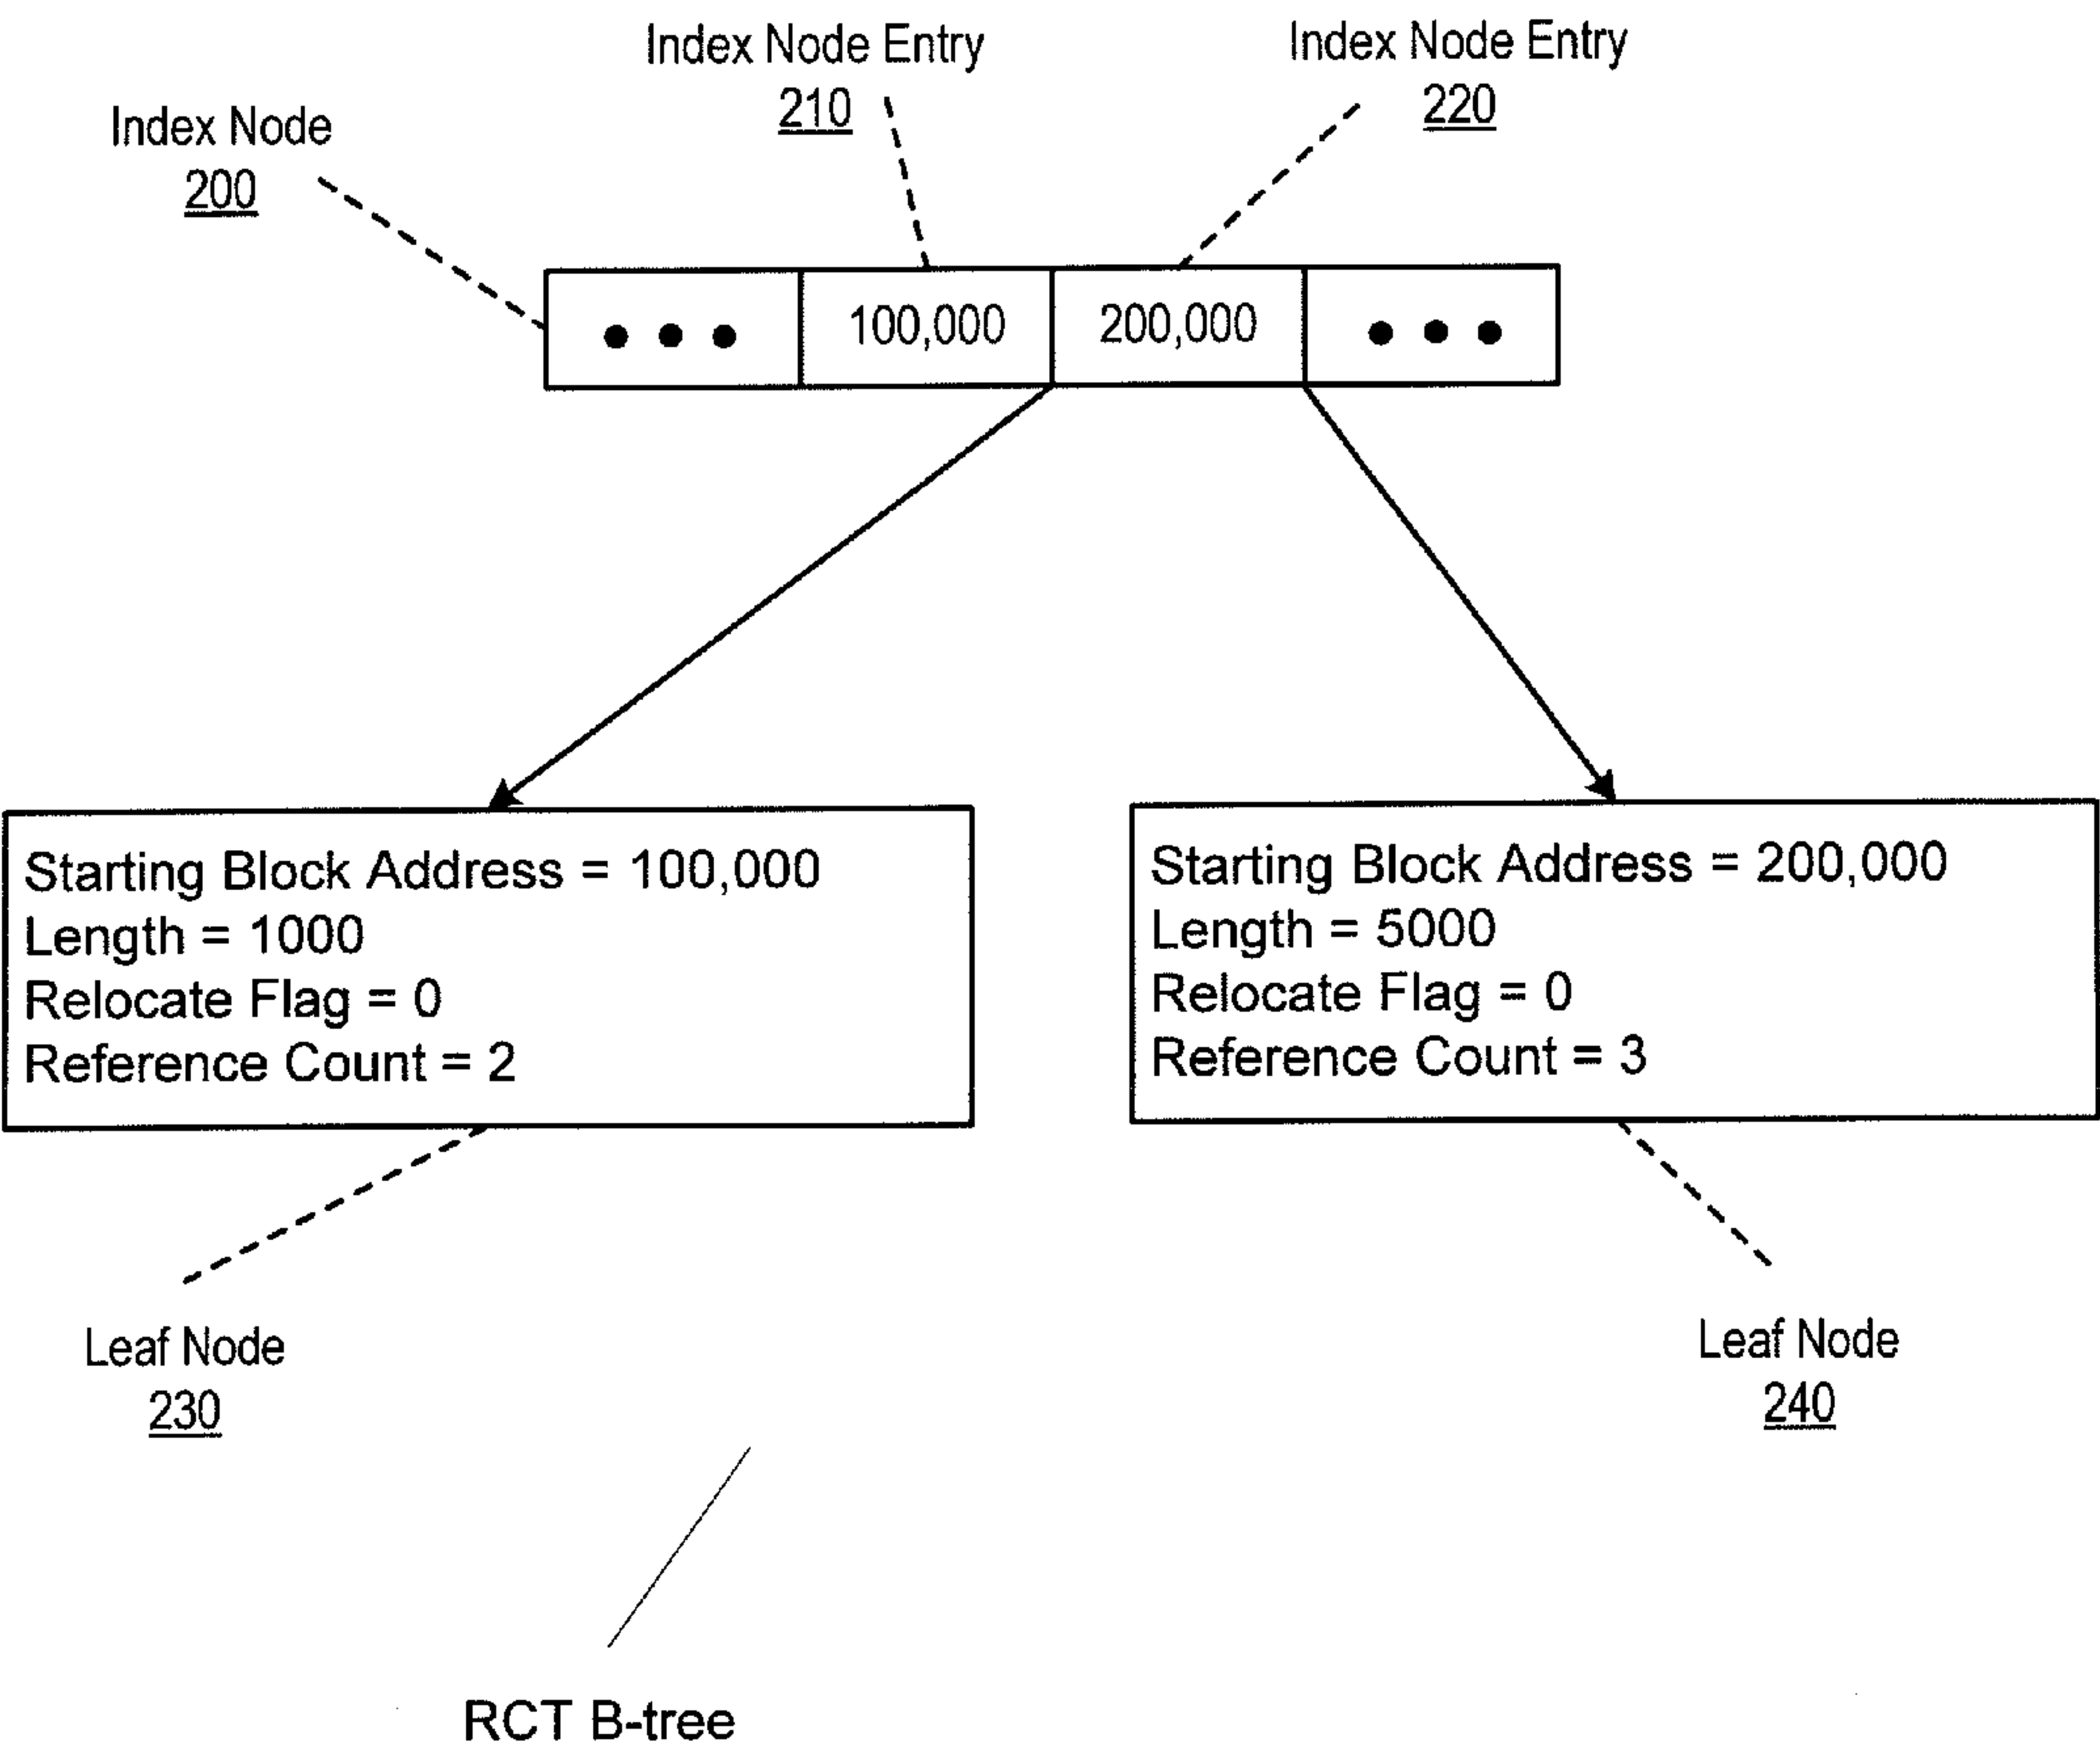 Index Node Entry
210
Index Node Entry
220
Index Node
200
● ● ●
100,000
200,000
● ● ●
Starting Block Address = 100,000
Length = 1000
Relocate Flag = 0
Reference Count = 2
Starting Block Address = 200,000
Length = 5000
Relocate Flag = 0
Reference Count = 3
Leaf Node
230
Leaf Node
240
RCT B-tree